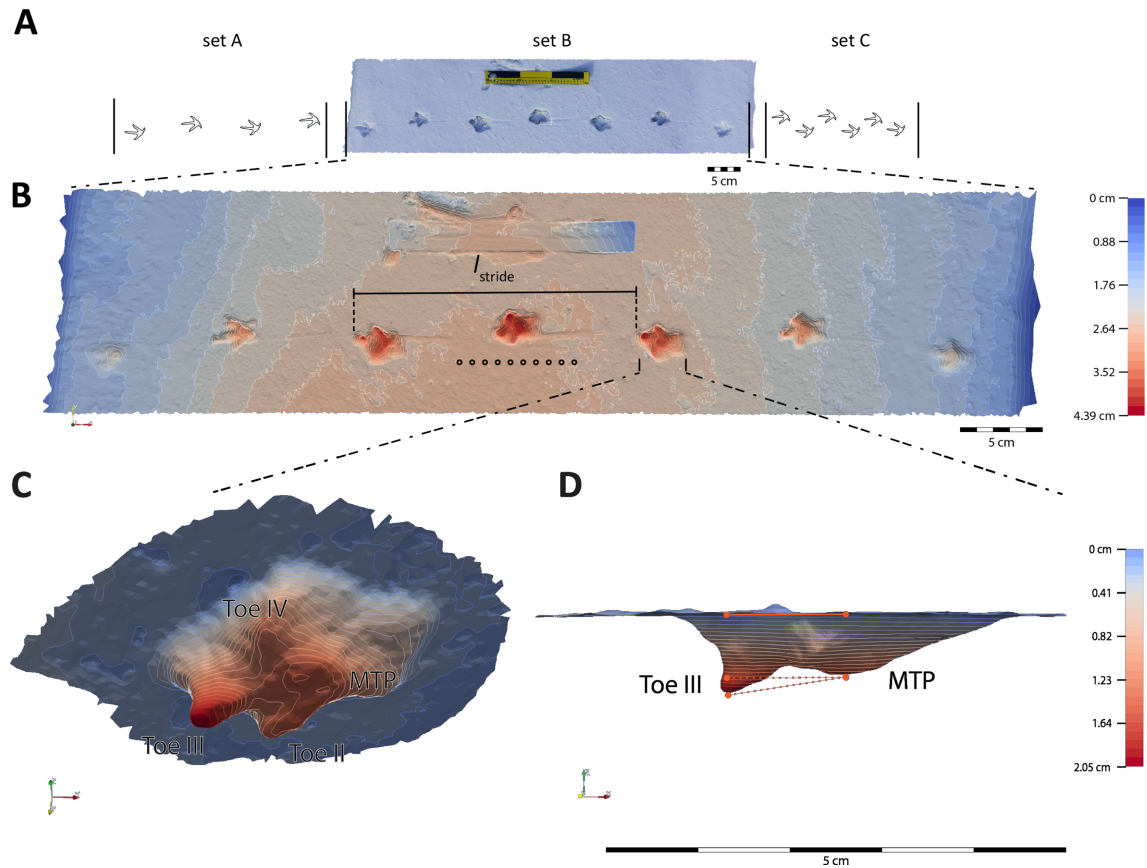 A
set A
set B
set C
5 cm
B
stride
0 cm
0.88
1.76
2.64
3.52
4.39 cm
5 cm
C
Toe IV
MTP
Toe III
Toe II
D
Toe III
MTP
0 cm
0.41
0.82
1.23
1.64
2.05 cm
5 cm